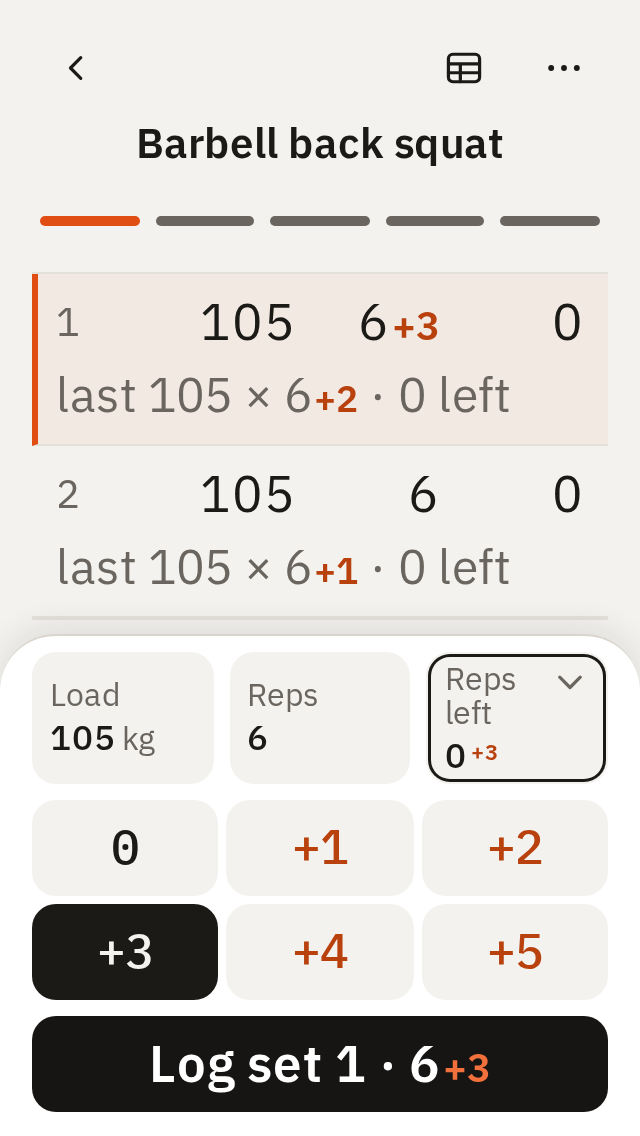 Barbell back squat
1 105 6+3 0
last 105 × 6+2 · 0 left
2 105 6 0
last 105 × 6+1 · 0 left
Load
105 kg
Reps
6
Reps
left
0 +3
0 +1 +2
+3 +4 +5
Log set 1 · 6+3